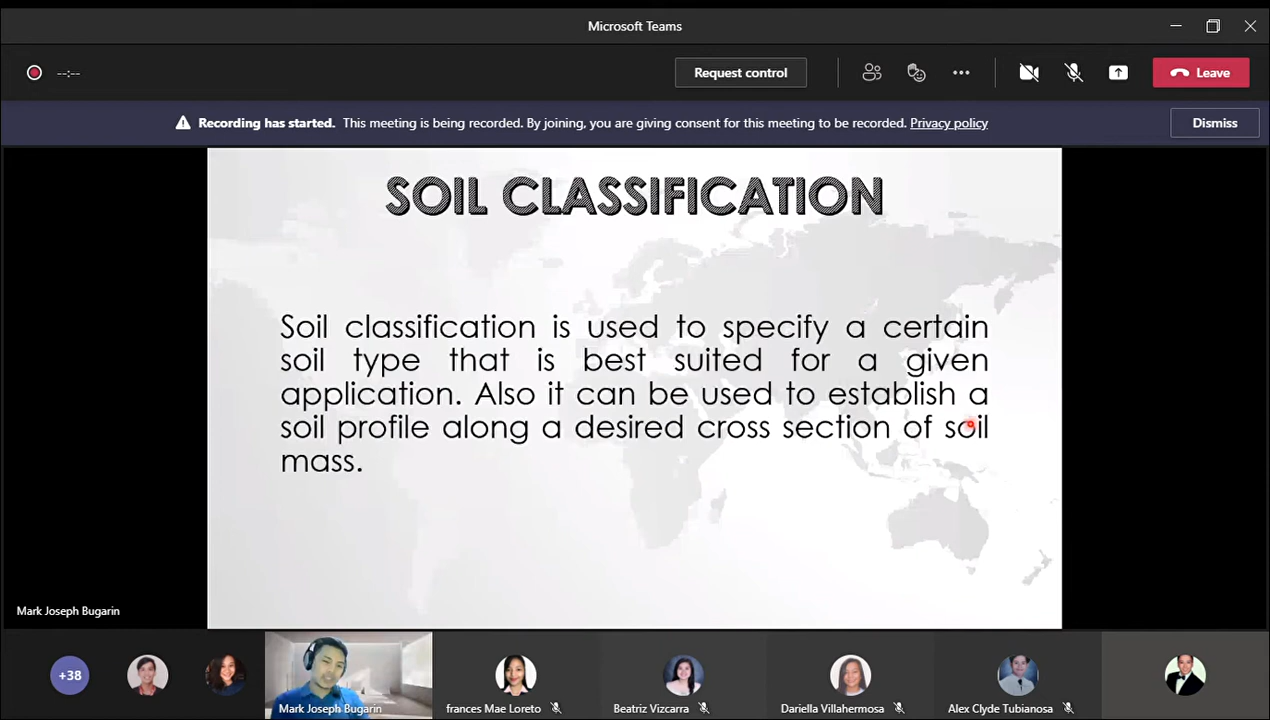 Microsoft Teams
--:--
Request control
Leave
Recording has started. This meeting is being recorded. By joining, you are giving consent for this meeting to be recorded. Privacy policy
Dismiss
SOIL CLASSIFICATION
Soil classification is used to specify a certain
soil type that is best suited for a given
application. Also it can be used to establish a
soil profile along a desired cross section of soil
mass.
Mark Joseph Bugarin
+38
Mark Joseph Bugarin
frances Mae Loreto
Beatriz Vizcarra
Dariella Villahermosa
Alex Clyde Tubianosa